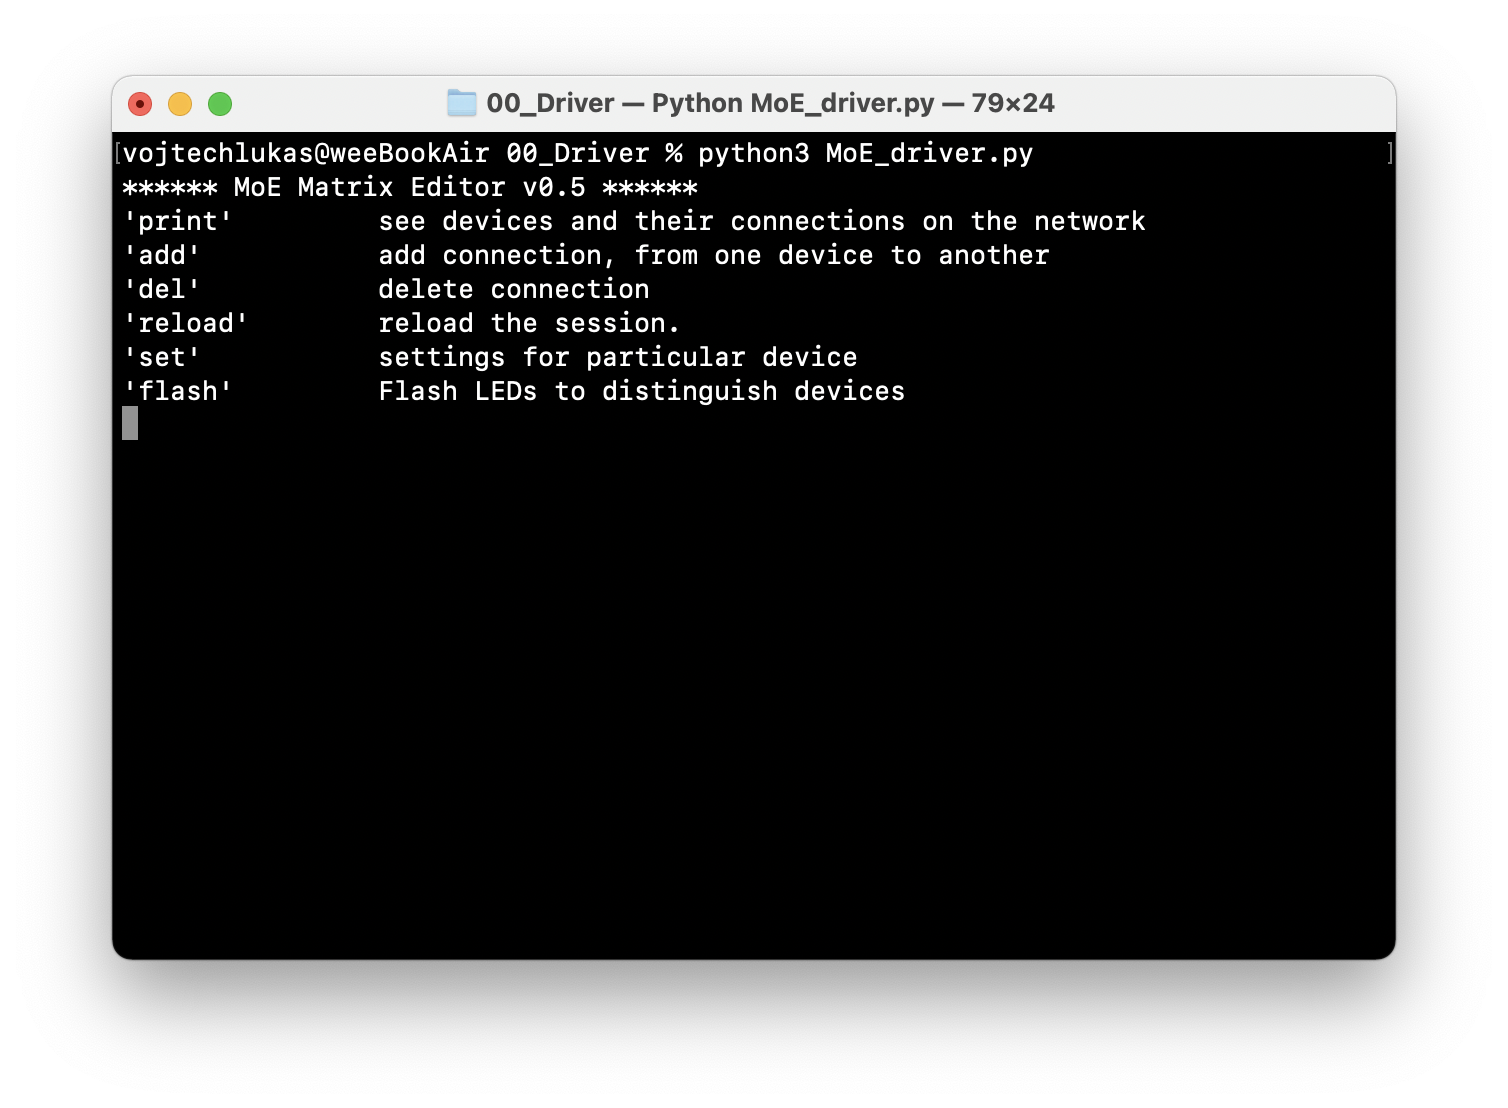 00_Driver — Python MoE_driver.py — 79×24
[vojtechlukas@weeBookAir 00_Driver % python3 MoE_driver.py ]
****** MoE Matrix Editor v0.5 ******
'print'         see devices and their connections on the network
'add'           add connection, from one device to another
'del'           delete connection
'reload'        reload the session.
'set'           settings for particular device
'flash'         Flash LEDs to distinguish devices